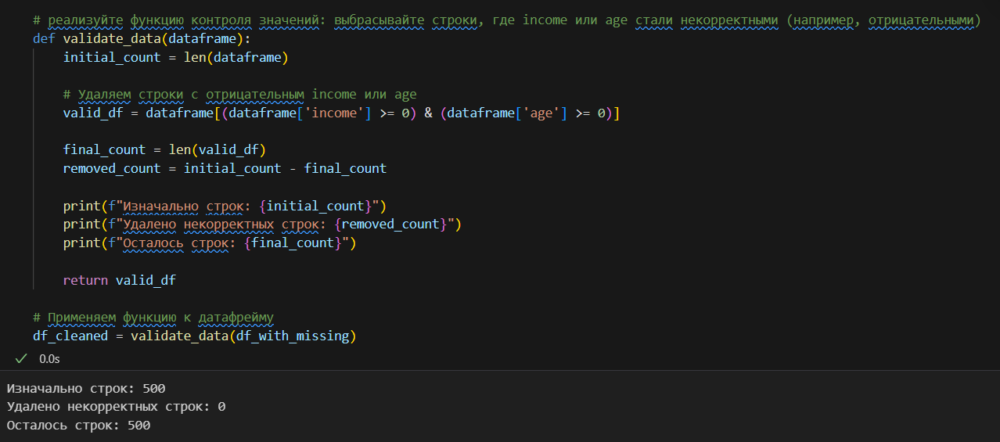 # реализуйте функцию контроля значений: выбрасывайте строки, где income или age стали некорректными (например, отрицательными)
def validate_data(dataframe):
    initial_count = len(dataframe)
    # Удаляем строки с отрицательным income или age
    valid_df = dataframe[(dataframe['income'] >= 0) & (dataframe['age'] >= 0)]
    final_count = len(valid_df)
    removed_count = initial_count - final_count
    print(f"Изначально строк: {initial_count}")
    print(f"Удалено некорректных строк: {removed_count}")
    print(f"Осталось строк: {final_count}")
    return valid_df
# Применяем функцию к датафрейму
df_cleaned = validate_data(df_with_missing)
0.0s
Изначально строк: 500
Удалено некорректных строк: 0
Осталось строк: 500